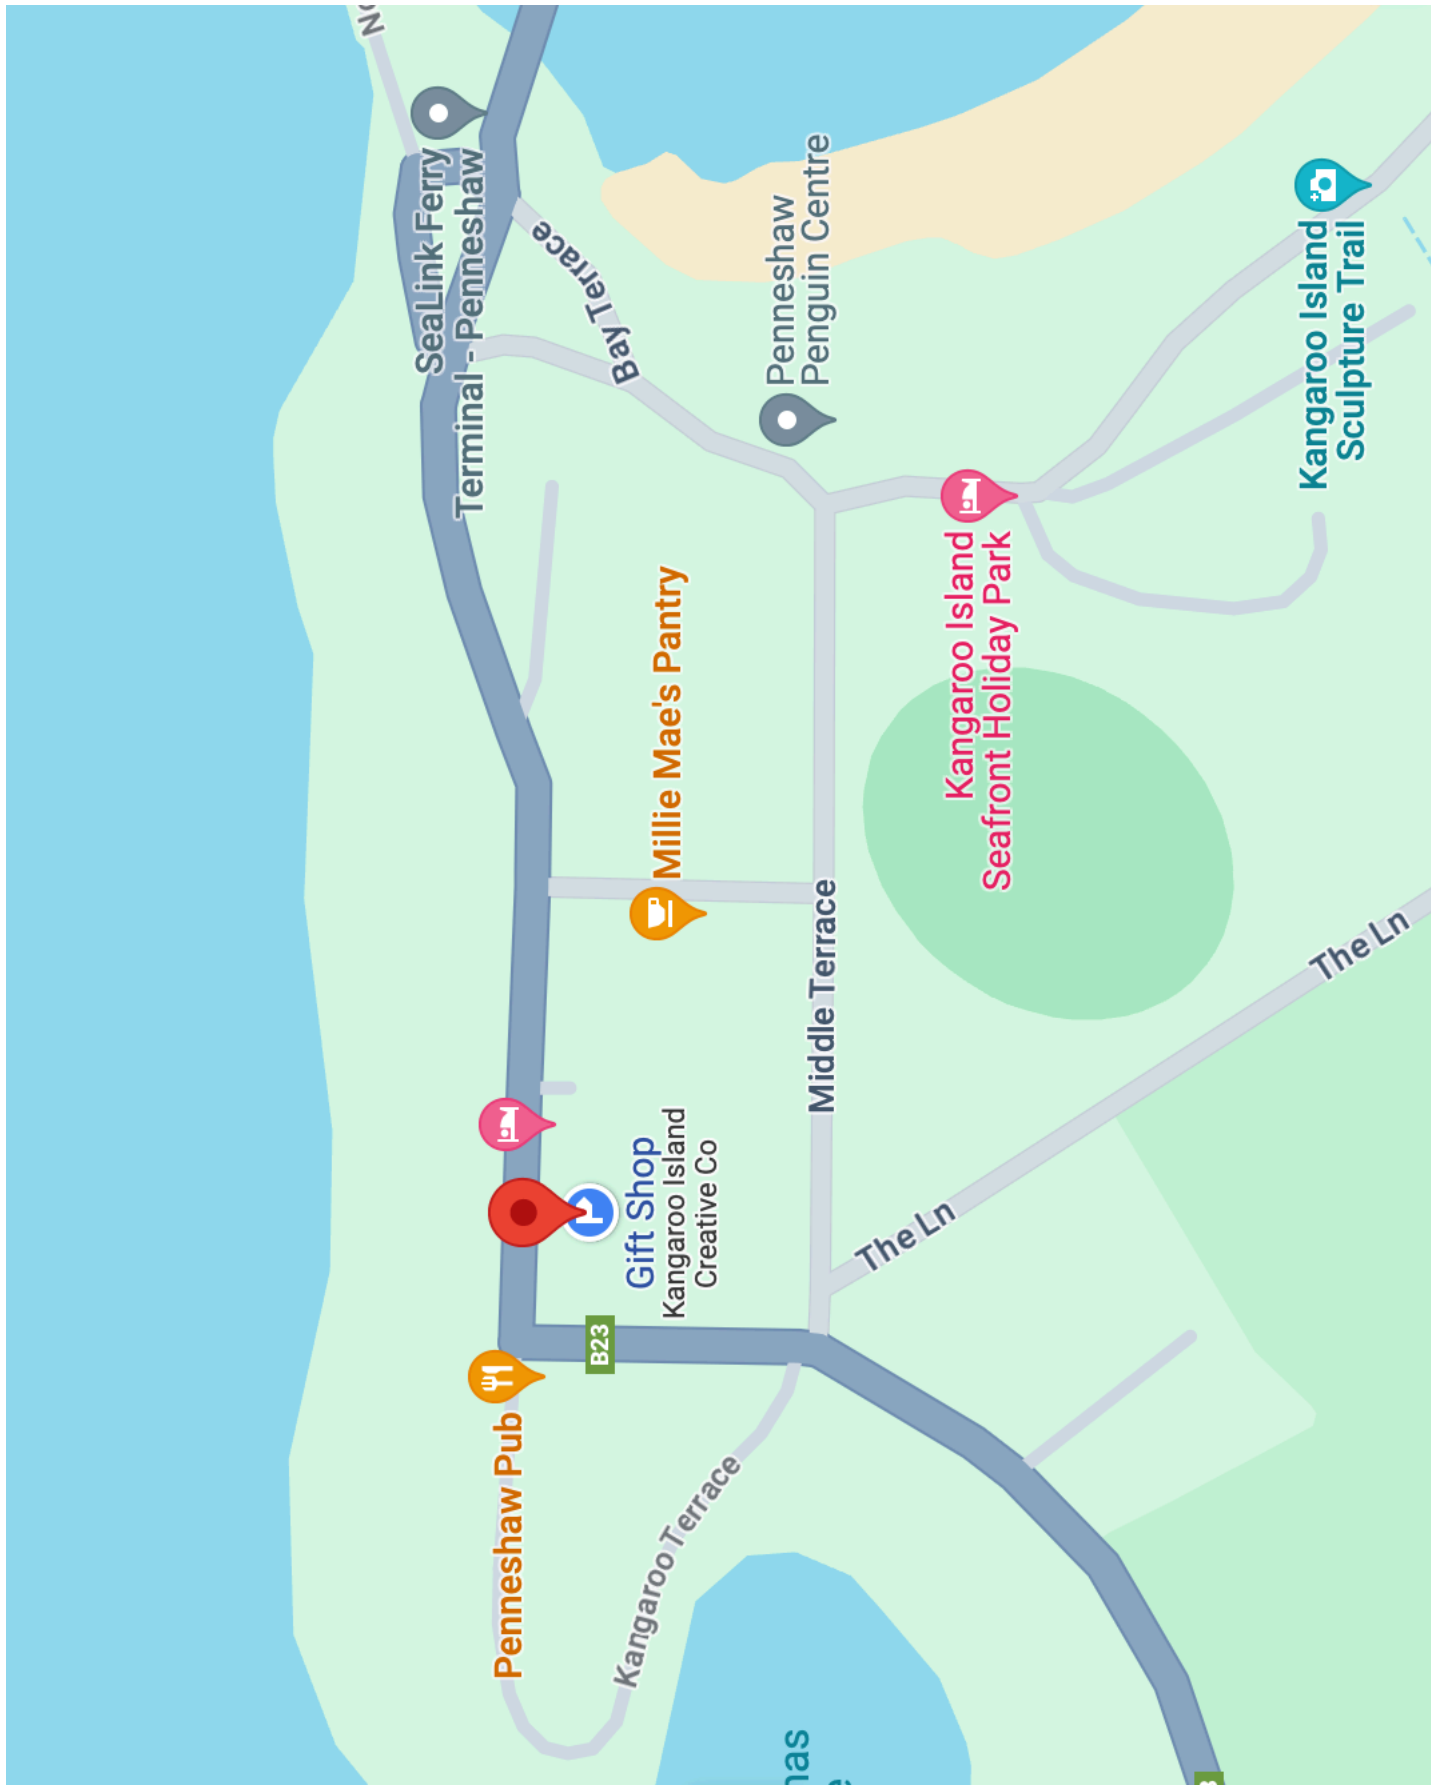 SeaLink Ferry
Terminal - Penneshaw
Bay Terrace
Penneshaw
Penguin Centre
Kangaroo Island
Sculpture Trail
Kangaroo Island
Seafront Holiday Park
Millie Mae's Pantry
Middle Terrace
The Ln
The Ln
Gift Shop
Kangaroo Island
Creative Co
B23
Penneshaw Pub
Kangaroo Terrace